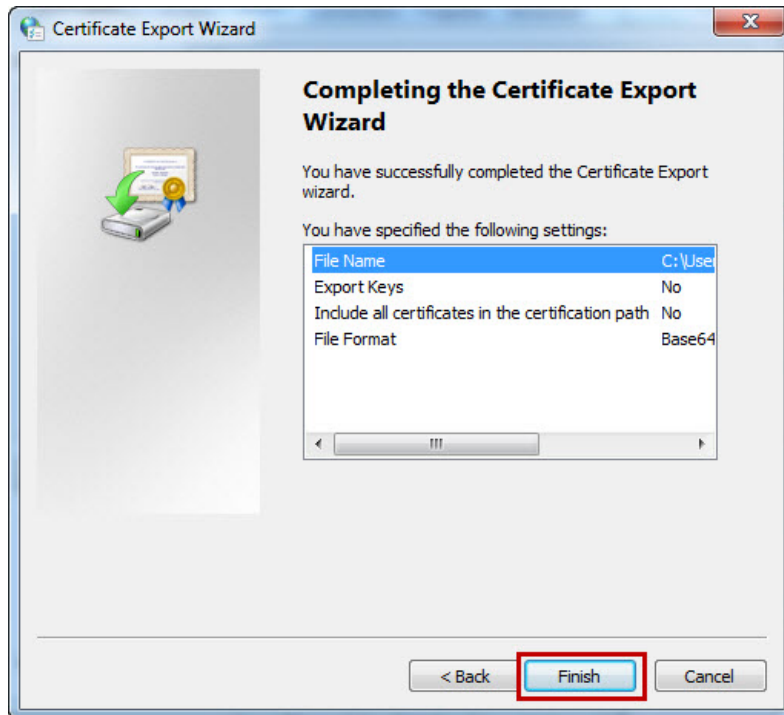 Certificate Export Wizard
Completing the Certificate Export
Wizard
You have successfully completed the Certificate Export
wizard.
You have specified the following settings:
File Name C:\User
Export Keys No
Include all certificates in the certification path No
File Format Base64
< Back Finish Cancel